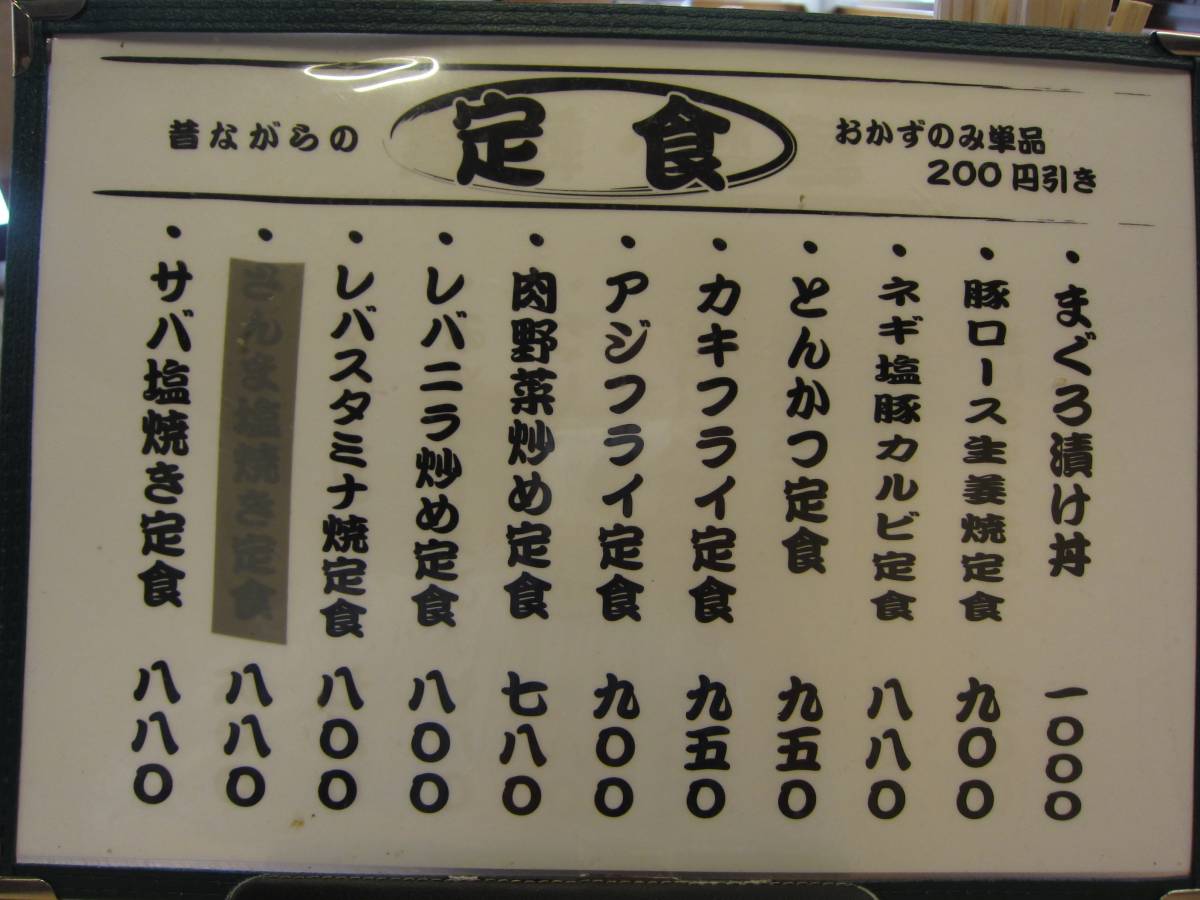 昔ながらの
定食
おかずのみ単品
200円引き
・まぐろ漬け丼 一〇〇〇
・豚ロース生姜焼定食 九〇〇
・ネギ塩豚カルビ定食 八八〇
・とんかつ定食 九五〇
・カキフライ定食 九五〇
・アジフライ定食 九〇〇
・肉野菜炒め定食 七八〇
・レバニラ炒め定食 八〇〇
・レバスタミナ焼定食 八〇〇
・さんま塩焼き定食 八八〇
・サバ塩焼き定食 八八〇